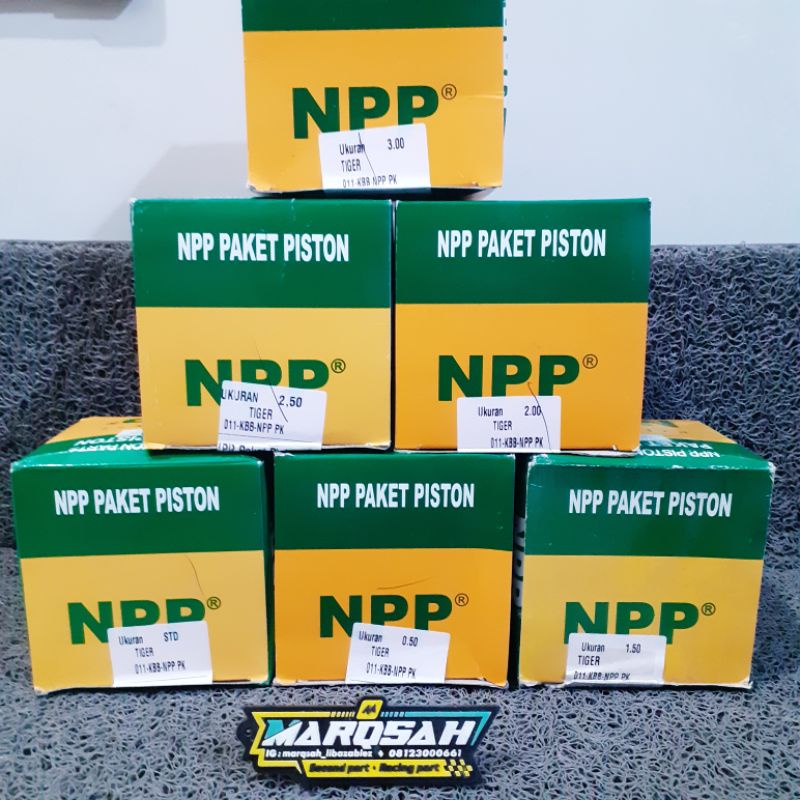 NPP®
Ukuran 3.00
TIGER
011-KBB-NPP PK
NPP PAKET PISTON
NPP®
UKURAN 2,50
TIGER
011-KBB-NPP PK
NPP PAKET PISTON
NPP®
Ukuran 2.00
TIGER
011-KBB-NPP PK
NPP PAKET PISTON
NPP®
Ukuran STD
TIGER
011-KBB-NPP PK
NPP PAKET PISTON
NPP®
Ukuran 0.50
TIGER
011-KBB-NPP PK
NPP PAKET PISTON
NPP®
Ukuran 1.50
TIGER
011-KBB-NPP PK
MARQSAH
IG : marqsah_libazablez 08123000661
Second part • Racing part